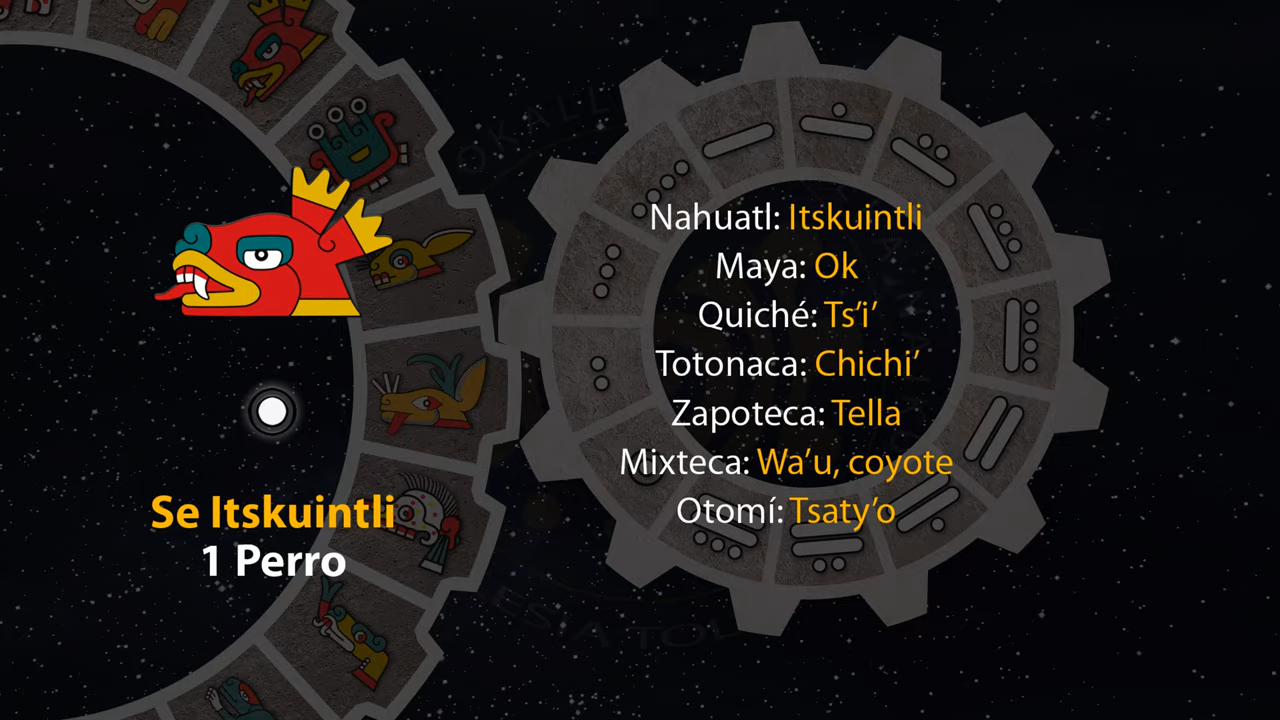 Nahuatl: Itskuintli
Maya: Ok
Quiché: Ts’i’
Totonaca: Chichi’
Zapoteca: Tella
Mixteca: Wa’u, coyote
Otomí: Tsaty’o
Se Itskuintli
1 Perro